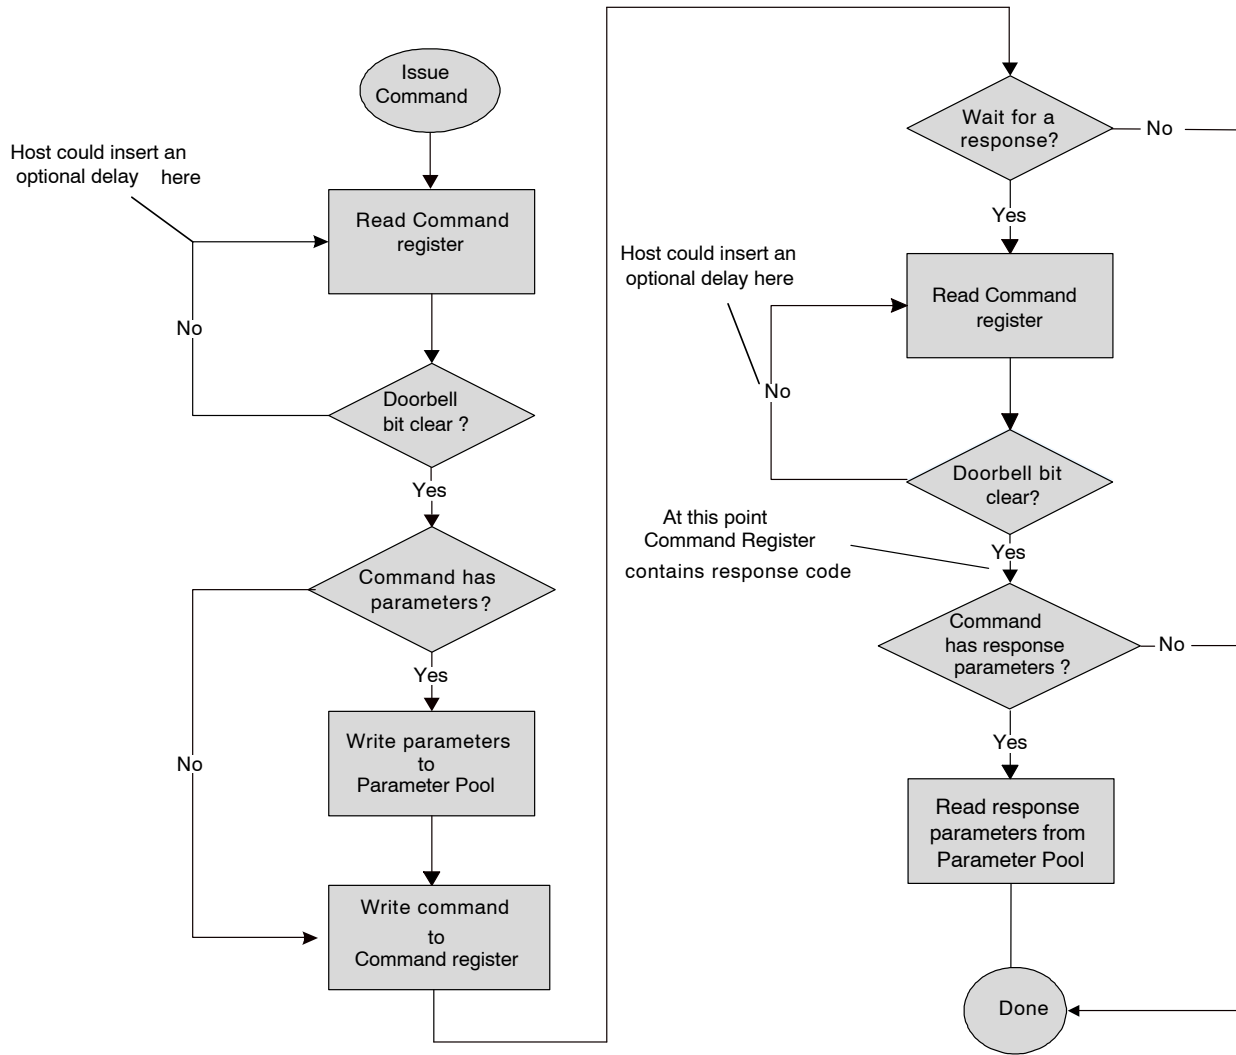 Issue
Command
Host could insert an
optional delay here
Read Command
register
No
Doorbell
bit clear ?
Yes
Command has
parameters?
Yes
No
Write parameters
to
Parameter Pool
Write command
to
Command register
Wait for a
response?
No
Yes
Host could insert an
optional delay here
Read Command
register
No
Doorbell bit
clear?
At this point
Command Register
contains response code
Yes
Command
has response
parameters ?
No
Yes
Read response
parameters from
Parameter Pool
Done